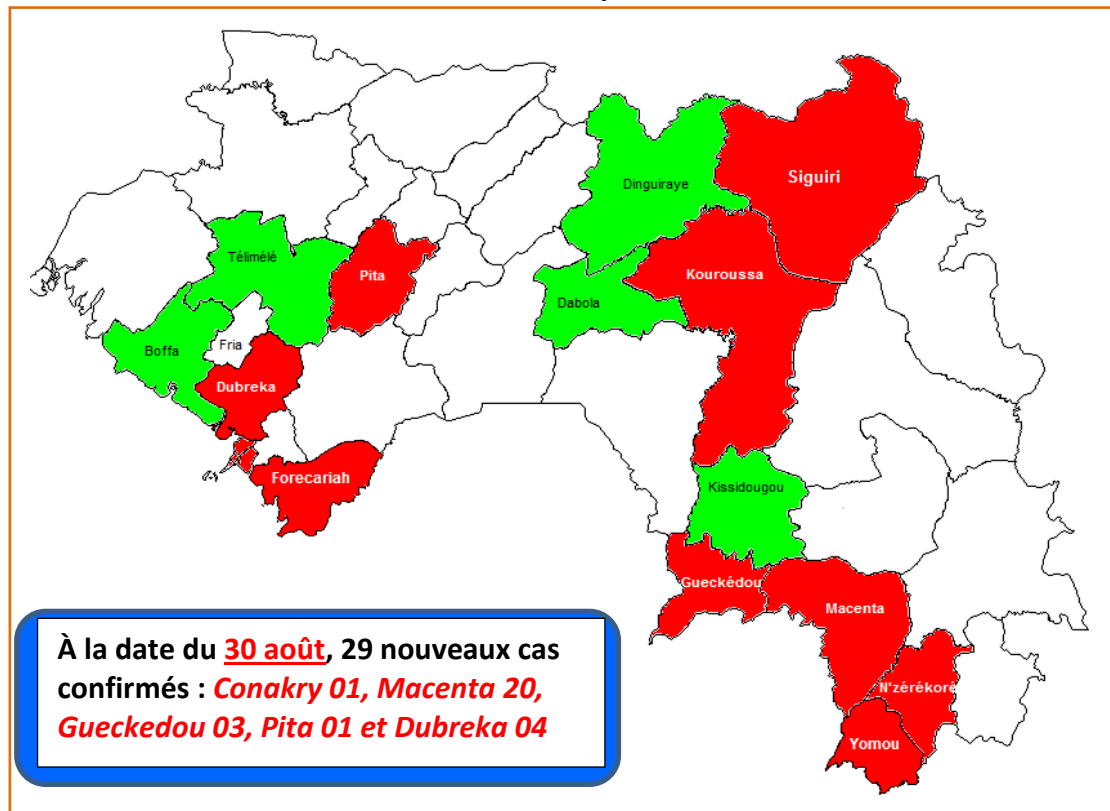 Siguiri
Dinguiraye
Télimélé
Pita
Kouroussa
Dabola
Boffa
Fria
Dubreka
Forecariah
Kissidougou
Gueckédou
Macenta
N'zérékoré
Yomou
À la date du 30 août, 29 nouveaux cas
confirmés : Conakry 01, Macenta 20,
Gueckedou 03, Pita 01 et Dubreka 04